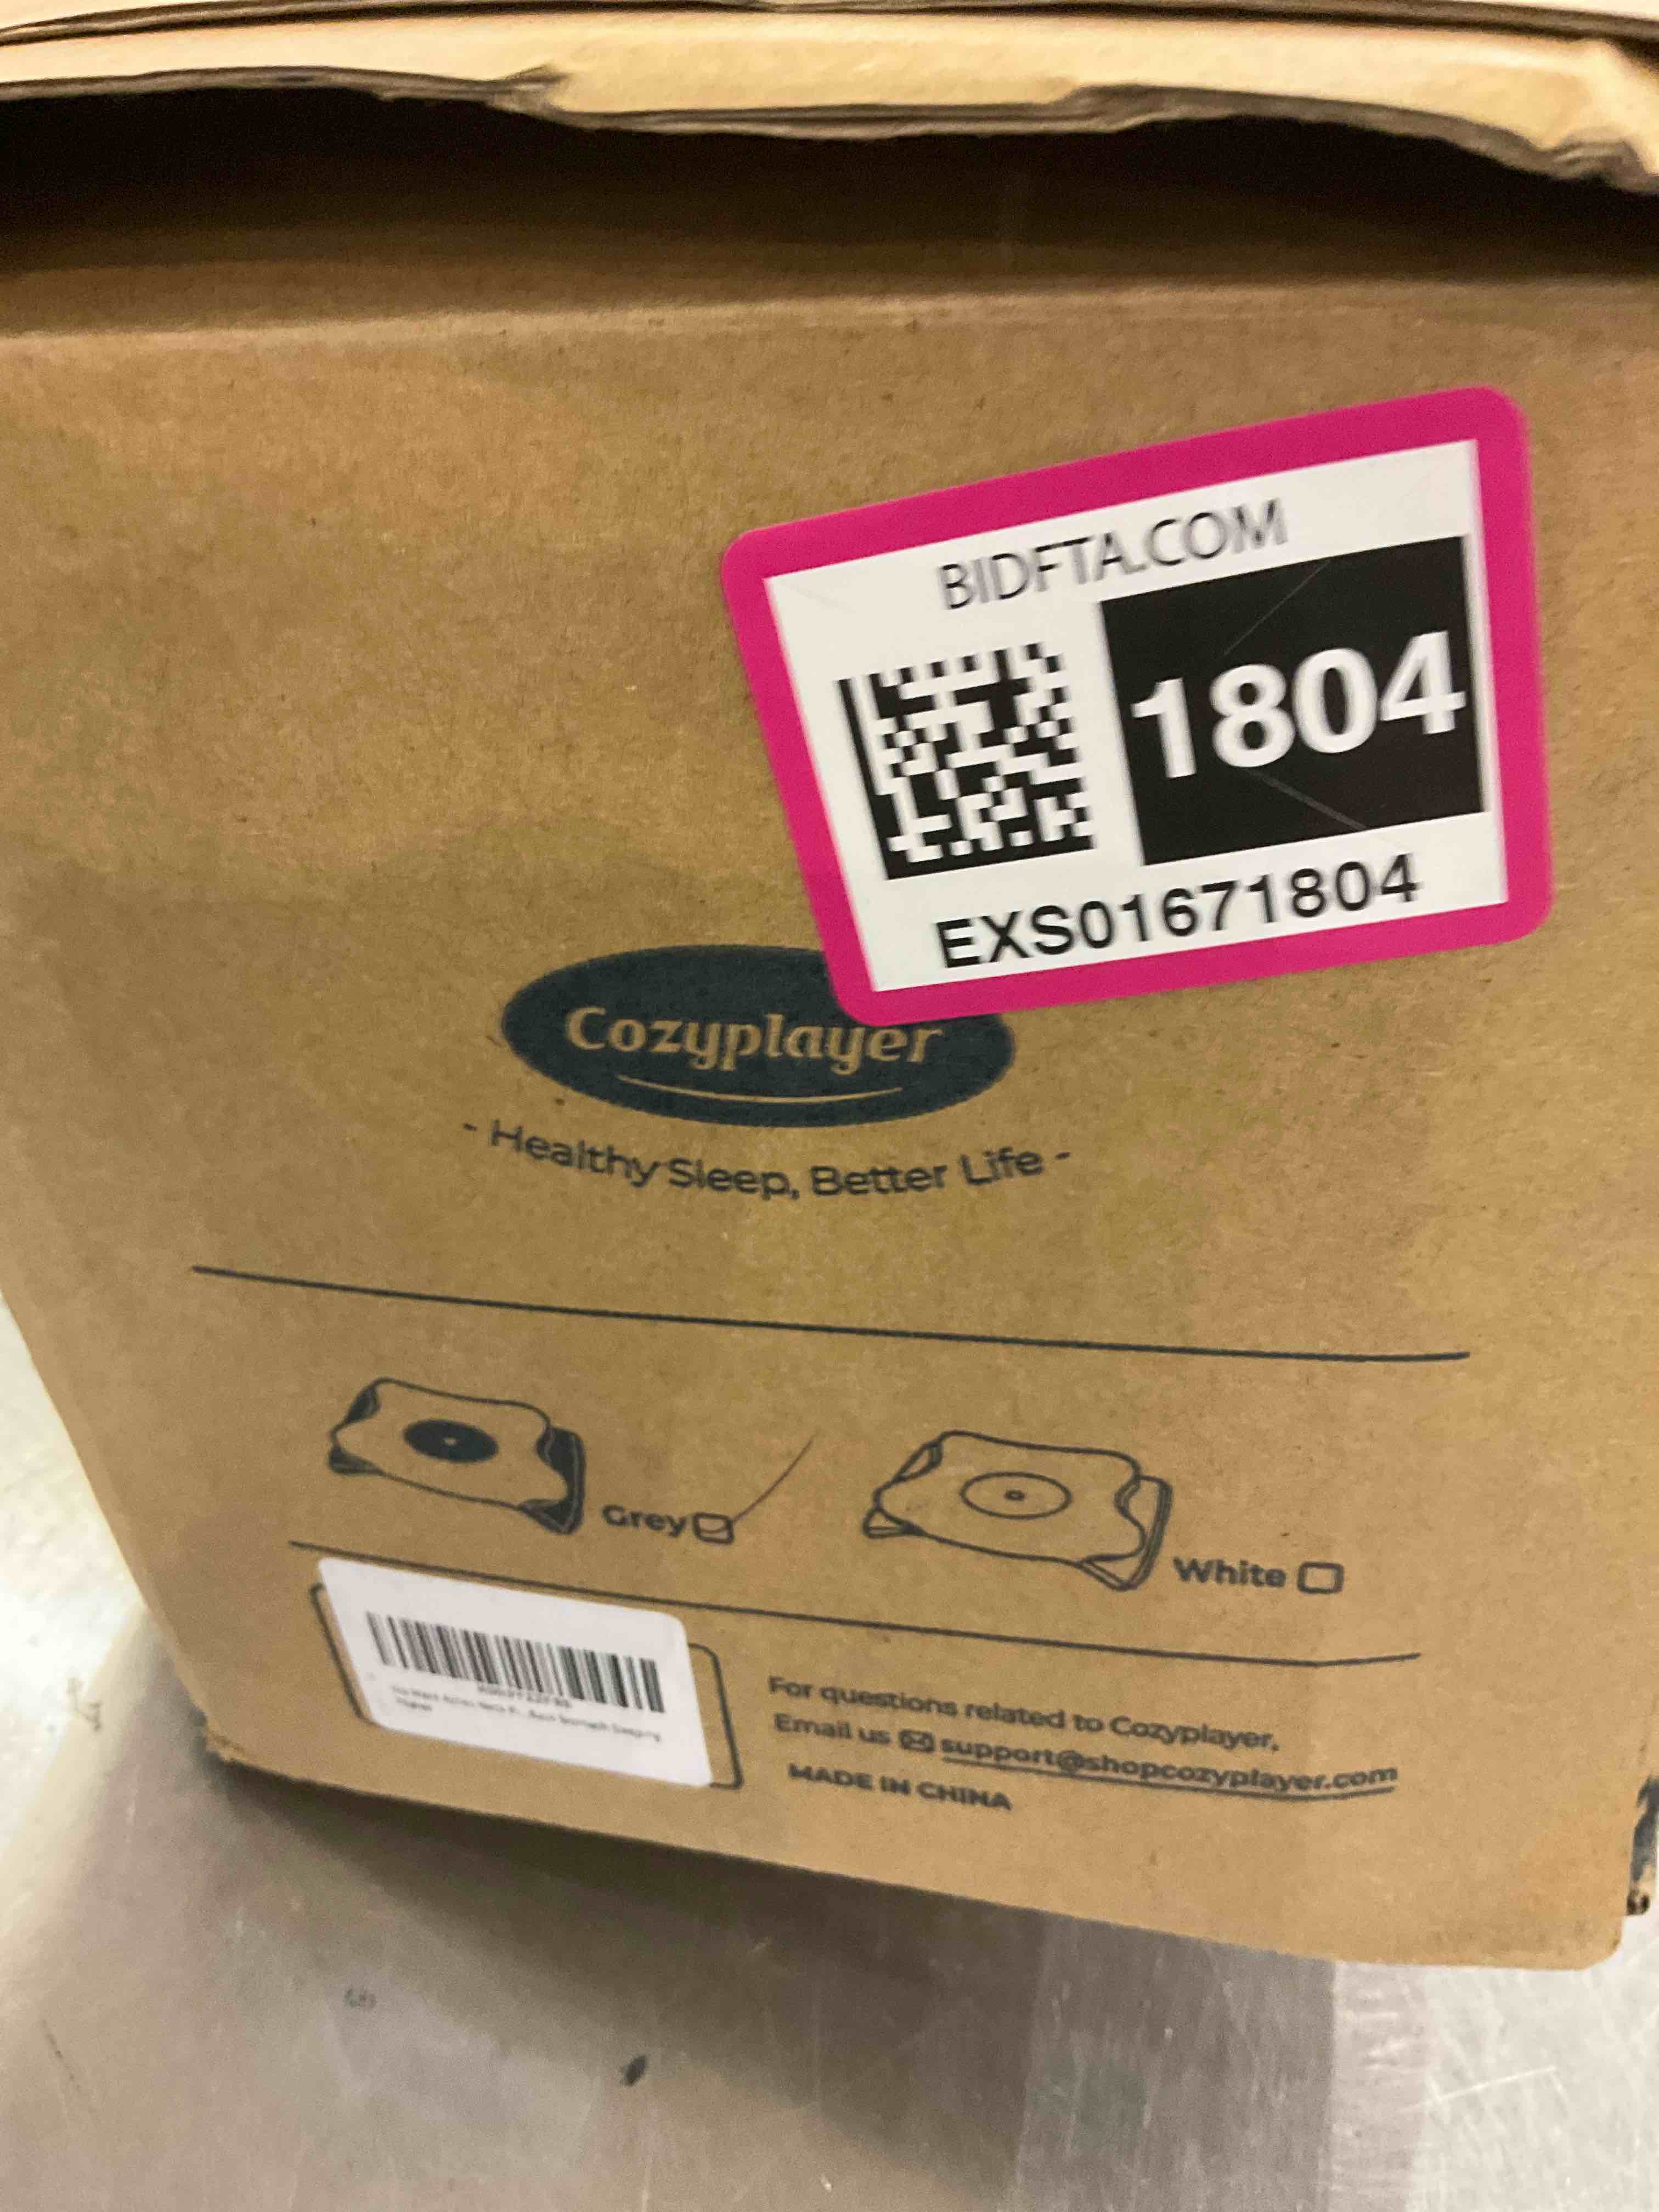 BIDFTA.COM
1804
EXS01671804
Cozyplayer
- Healthy Sleep, Better Life -
Grey
White
For questions related to Cozyplayer,
Email us support@shopcozyplayer.com
MADE IN CHINA